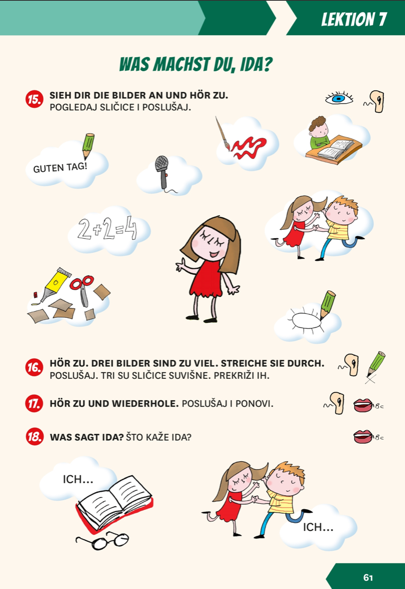 LEKTION 7
WAS MACHST DU, IDA?
15. SIEH DIR DIE BILDER AN UND HÖR ZU.
POGLEDAJ SLIČICE I POSLUŠAJ.
GUTEN TAG!
2+2=4
16. HÖR ZU. DREI BILDER SIND ZU VIEL. STREICHE SIE DURCH.
POSLUŠAJ. TRI SU SLIČICE SUVIŠNE. PREKRIŽI IH.
17. HÖR ZU UND WIEDERHOLE. POSLUŠAJ I PONOVI.
18. WAS SAGT IDA? ŠTO KAŽE IDA?
ICH...
ICH...
61